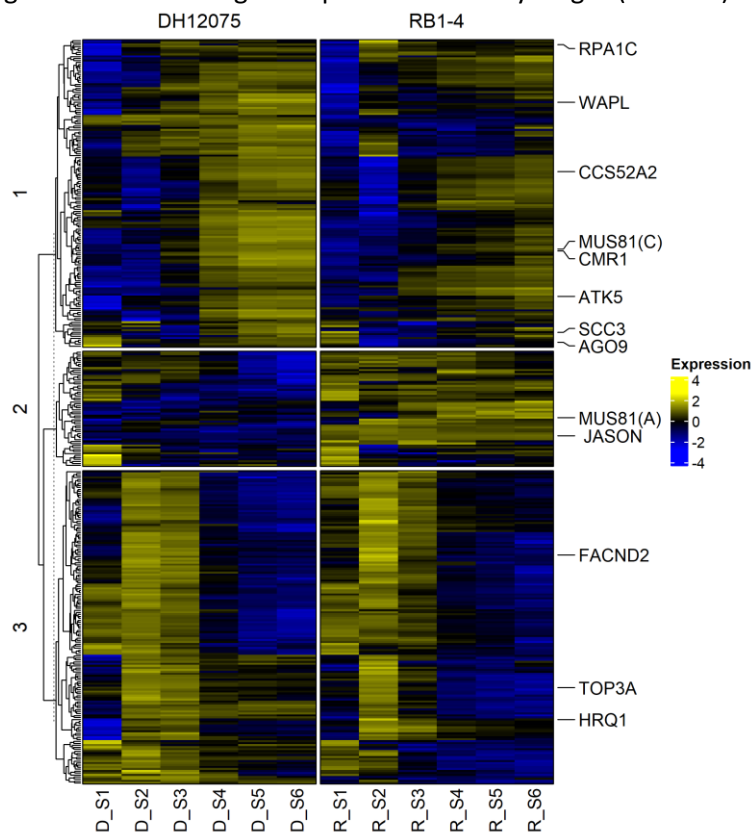 DH12075 RB1-4
RPA1C
WAPL
1
CCS52A2
MUS81(C)
CMR1
ATK5
SCC3
AGO9
Expression
4
2
0
-2
-4
2
MUS81(A)
JASON
FACND2
3
TOP3A
HRQ1
D_S1 D_S2 D_S3 D_S4 D_S5 D_S6 R_S1 R_S2 R_S3 R_S4 R_S5 R_S6